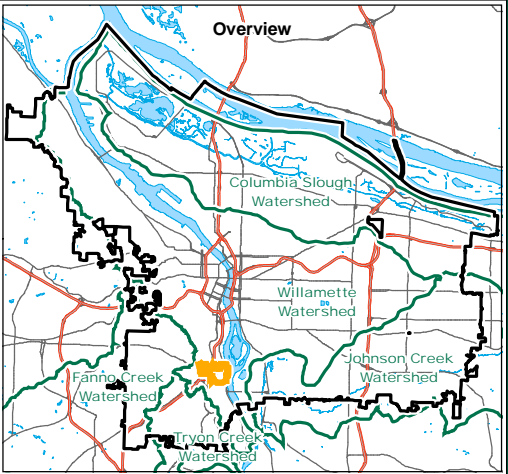 Overview
Columbia Slough
Watershed
Willamette
Watershed
Johnson Creek
Watershed
Fanno Creek
Watershed
Tryon Creek
Watershed